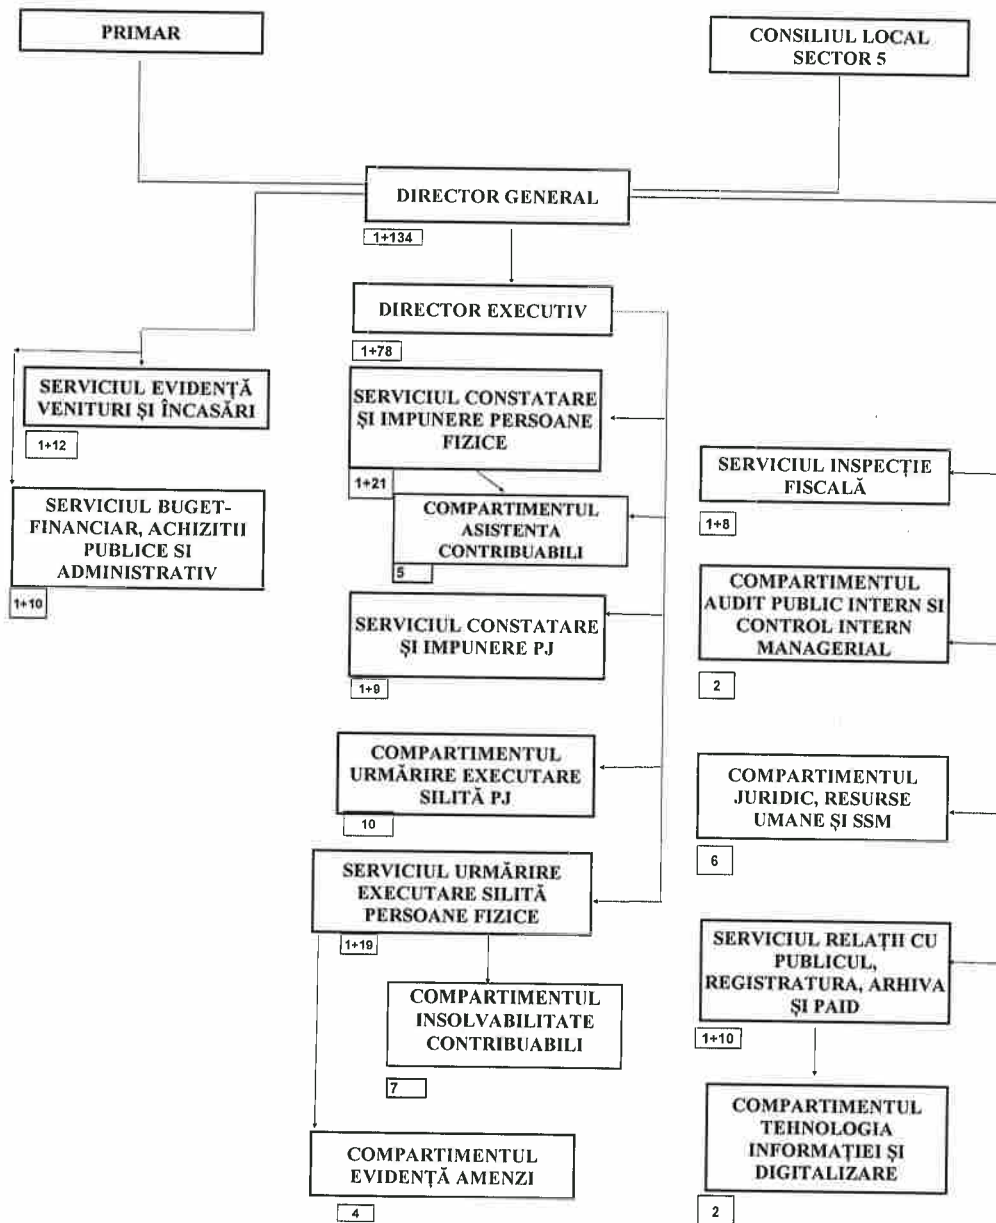 PRIMAR
CONSILIUL LOCAL
SECTOR 5
DIRECTOR GENERAL
1+134
DIRECTOR EXECUTIV
1+78
SERVICIUL EVIDENȚĂ
VENITURI ȘI ÎNCASĂRI
1+12
SERVICIUL BUGET-
FINANCIAR, ACHIZITII
PUBLICE SI
ADMINISTRATIV
1+10
SERVICIUL CONSTATARE
ȘI IMPUNERE PERSOANE
FIZICE
1+21
COMPARTIMENTUL
ASISTENTA
CONTRIBUABILI
5
SERVICIUL CONSTATARE
ȘI IMPUNERE PJ
1+9
COMPARTIMENTUL
URMĂRIRE EXECUTARE
SILITĂ PJ
10
SERVICIUL URMĂRIRE
EXECUTARE SILITĂ
PERSOANE FIZICE
1+19
COMPARTIMENTUL
INSOLVABILITATE
CONTRIBUABILI
7
COMPARTIMENTUL
EVIDENȚĂ AMENZI
4
SERVICIUL INSPECȚIE
FISCALĂ
1+8
COMPARTIMENTUL
AUDIT PUBLIC INTERN SI
CONTROL INTERN
MANAGERIAL
2
COMPARTIMENTUL
JURIDIC, RESURSE
UMANE ȘI SSM
6
SERVICIUL RELAȚII CU
PUBLICUL,
REGISTRATURA, ARHIVA
ȘI PAID
1+10
COMPARTIMENTUL
TEHNOLOGIA
INFORMAȚIEI ȘI
DIGITALIZARE
2